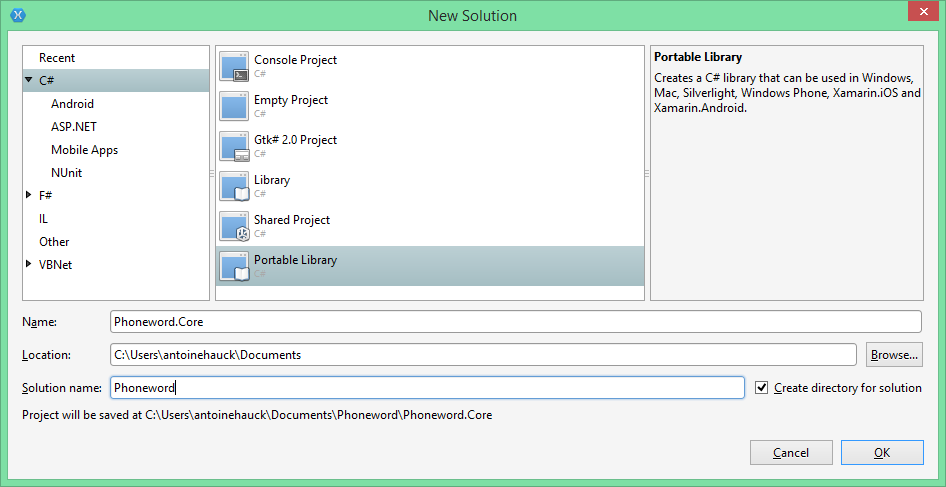 New Solution
Recent
C#
Android
ASP.NET
Mobile Apps
NUnit
F#
IL
Other
VBNet
Console Project
C#
Empty Project
C#
Gtk# 2.0 Project
C#
Library
C#
Shared Project
C#
Portable Library
C#
Portable Library
Creates a C# library that can be used in Windows,
Mac, Silverlight, Windows Phone, Xamarin.iOS and
Xamarin.Android.
Name: Phoneword.Core
Location: C:\Users\antoinehauck\Documents Browse...
Solution name: Phoneword Create directory for solution
Project will be saved at C:\Users\antoinehauck\Documents\Phoneword\Phoneword.Core
Cancel OK